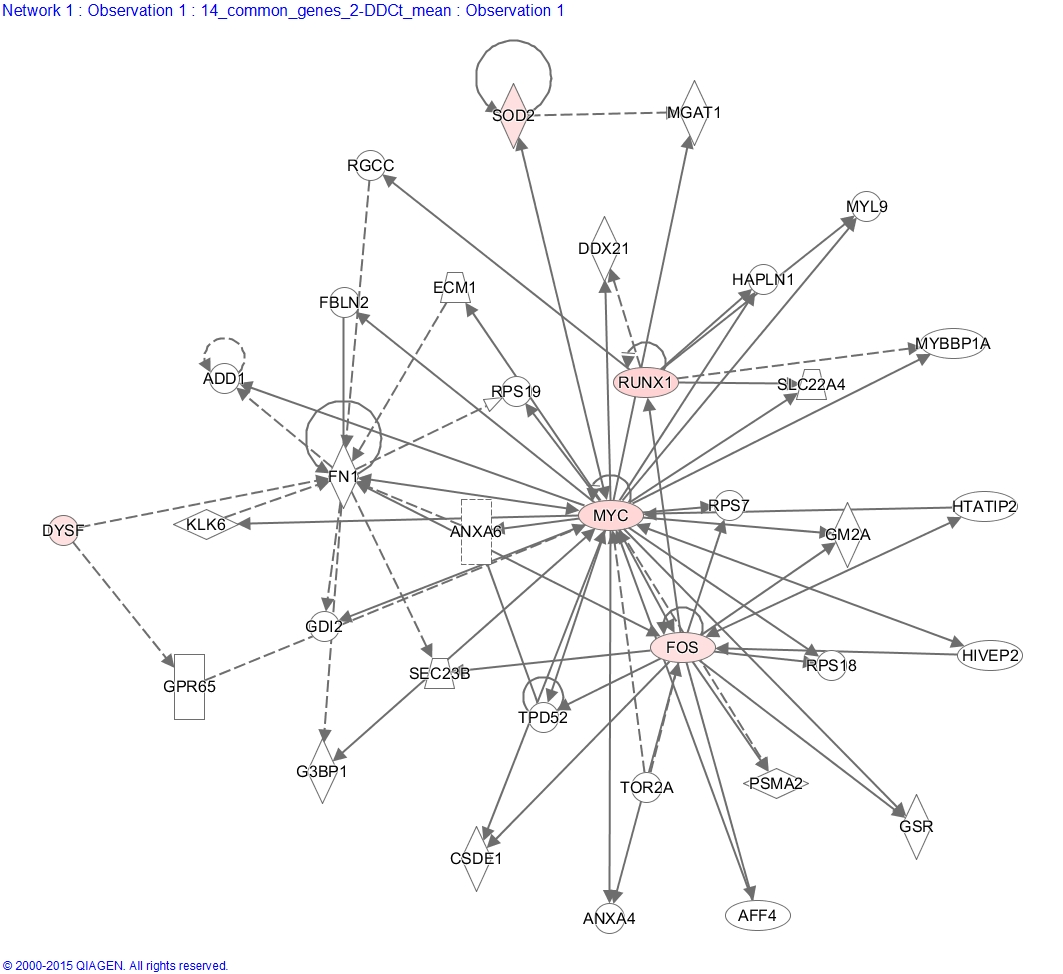 Network 1 : Observation 1 : 14_common_genes_2-DDCt_mean : Observation 1
SOD2
MGAT1
RGCC
MYL9
DDX21
HAPLN1
ECM1
FBLN2
MYBBP1A
ADD1
RUNX1
SLC22A4
RPS19
FN1
RPS7
HTATIP2
MYC
KLK6
DYSF
ANXA6
GM2A
GDI2
FOS
HIVEP2
RPS18
SEC23B
GPR65
TPD52
G3BP1
TOR2A
PSMA2
GSR
CSDE1
ANXA4
AFF4
© 2000-2015 QIAGEN. All rights reserved.